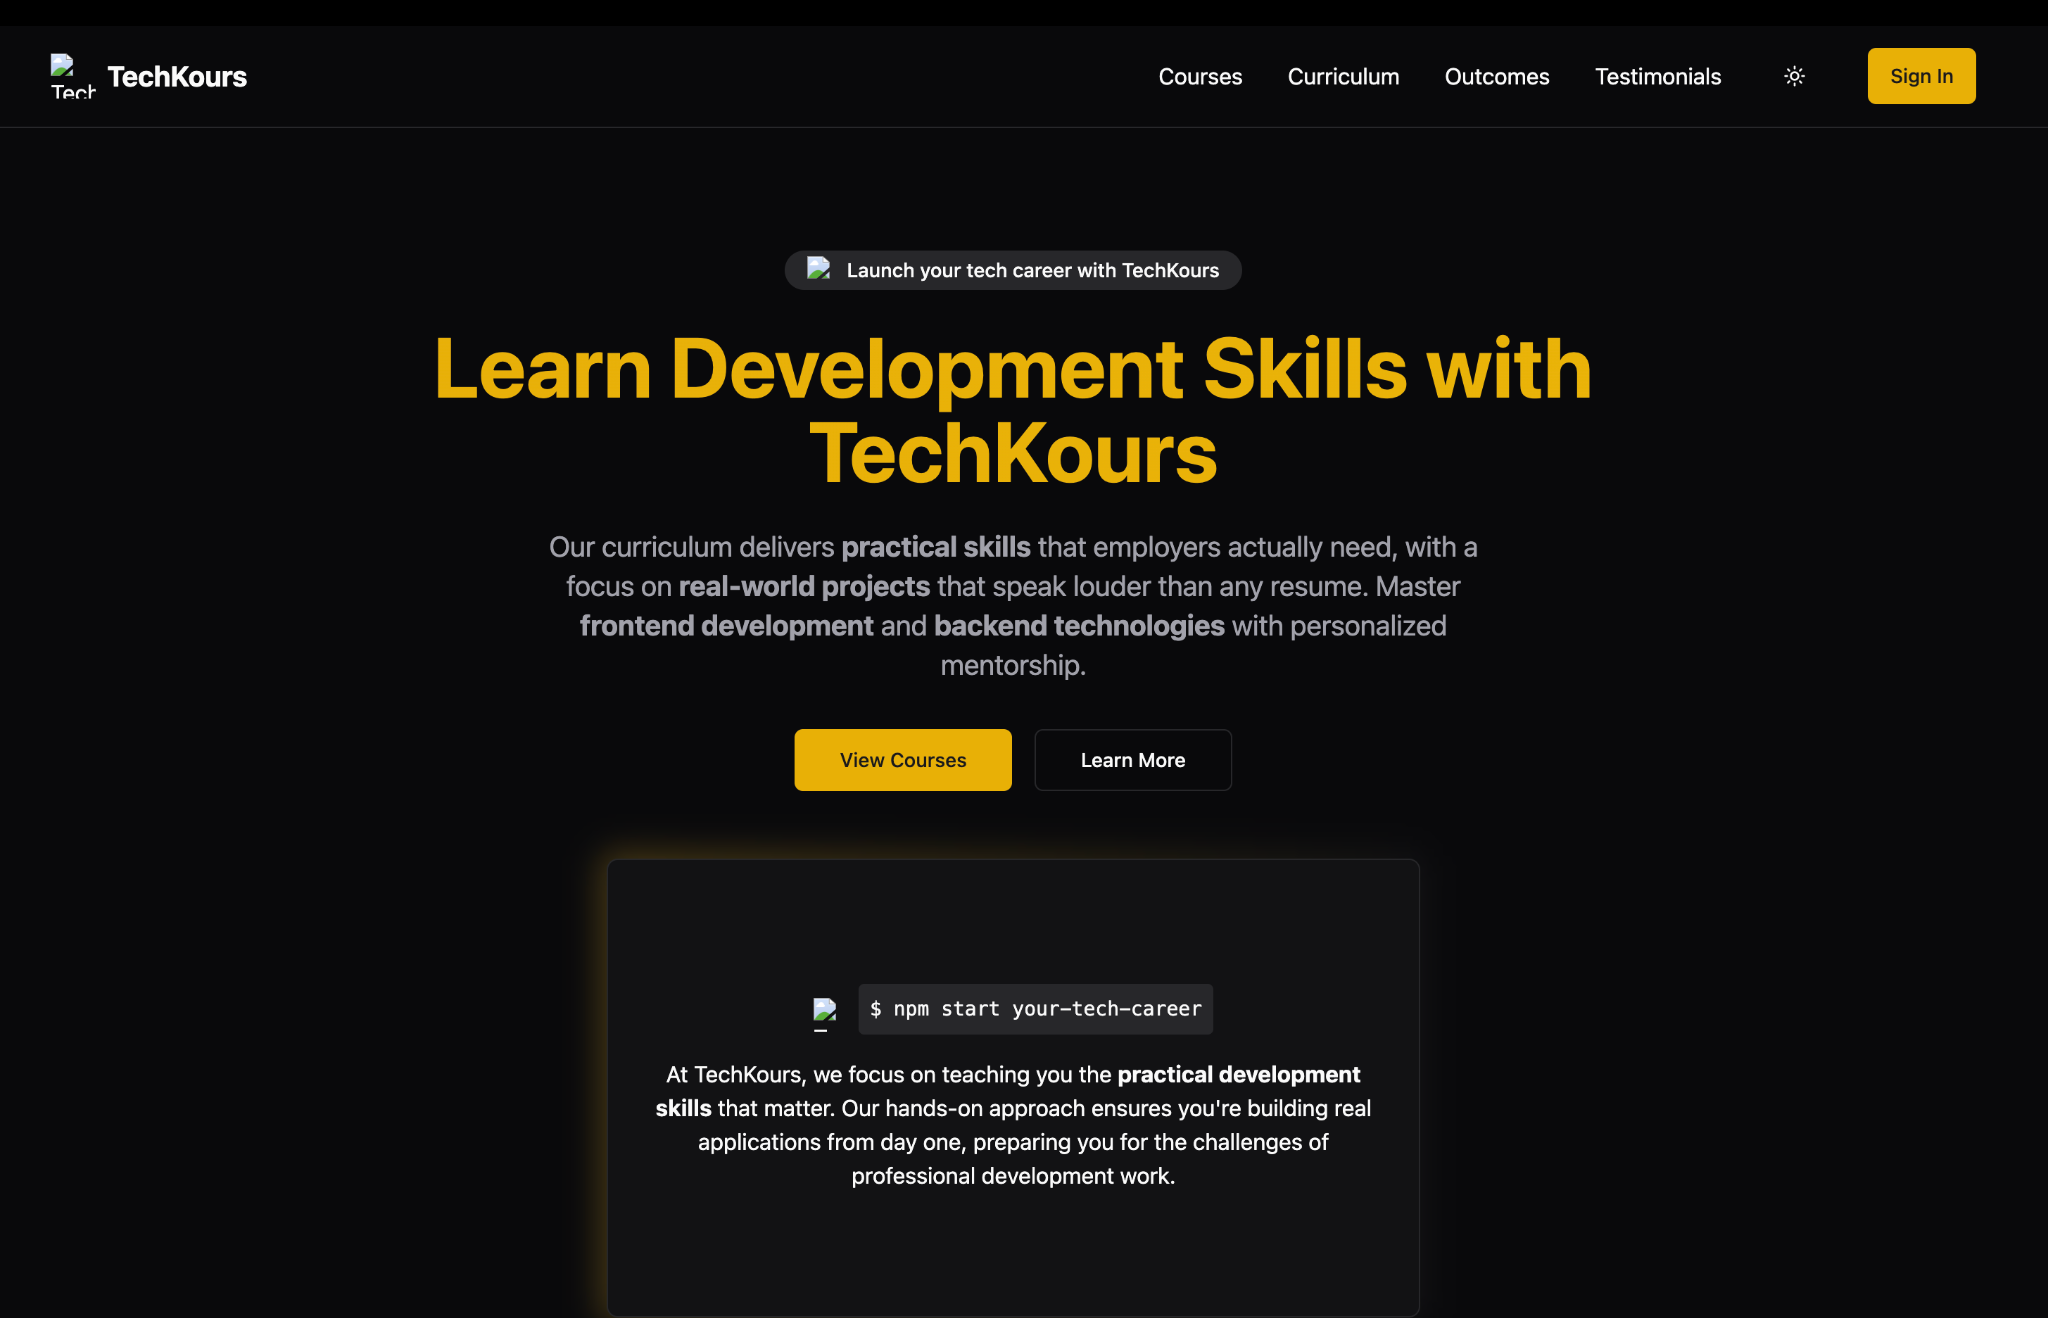 Tech
TechKours
Courses
Curriculum
Outcomes
Testimonials
Sign In
Launch your tech career with TechKours
Learn Development Skills with
TechKours
Our curriculum delivers practical skills that employers actually need, with a
focus on real-world projects that speak louder than any resume. Master
frontend development and backend technologies with personalized
mentorship.
View Courses
Learn More
$ npm start your-tech-career
At TechKours, we focus on teaching you the practical development
skills that matter. Our hands-on approach ensures you're building real
applications from day one, preparing you for the challenges of
professional development work.